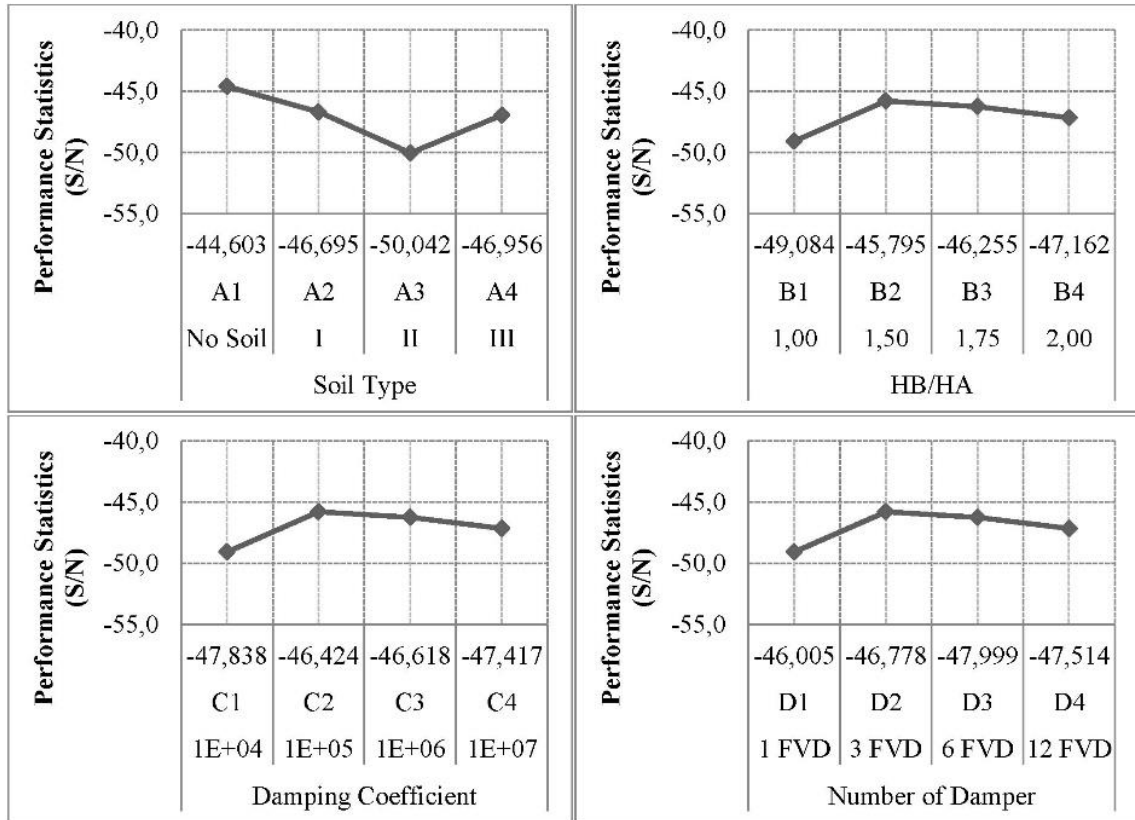 Performance Statistics
(S/N)
-40,0
-45,0
-50,0
-55,0
-44,603 -46,695 -50,042 -46,956
A1 A2 A3 A4
No Soil I II III
Soil Type
Performance Statistics
(S/N)
-40,0
-45,0
-50,0
-55,0
-49,084 -45,795 -46,255 -47,162
B1 B2 B3 B4
1,00 1,50 1,75 2,00
HB/HA
Performance Statistics
(S/N)
-40,0
-45,0
-50,0
-55,0
-47,838 -46,424 -46,618 -47,417
C1 C2 C3 C4
1E+04 1E+05 1E+06 1E+07
Damping Coefficient
Performance Statistics
(S/N)
-40,0
-45,0
-50,0
-55,0
-46,005 -46,778 -47,999 -47,514
D1 D2 D3 D4
1 FVD 3 FVD 6 FVD 12 FVD
Number of Damper